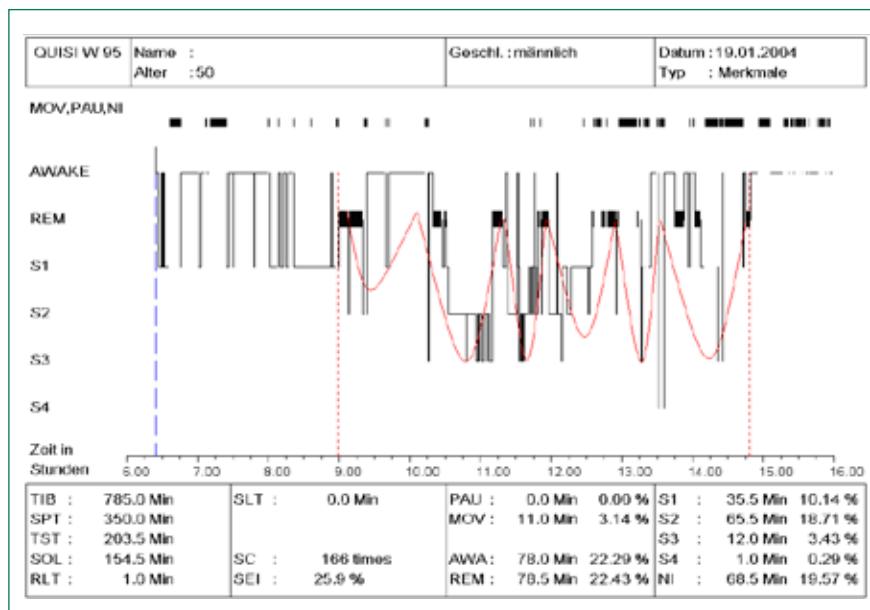 QUISI W 95 Name : Geschl. : männlich Datum : 19.01.2004
Alter : 50 Typ : Merkmale
MOV,PAU,NI
AWAKE
REM
S1
S2
S3
S4
Zeit in
Stunden 6.00 7.00 8.00 9.00 10.00 11.00 12.00 13.00 14.00 15.00 16.00
TIB : 785.0 Min SLT : 0.0 Min PAU : 0.0 Min 0.00 % S1 : 35.5 Min 10.14 %
SPT : 350.0 Min MOV : 11.0 Min 3.14 % S2 : 65.5 Min 18.71 %
TST : 203.5 Min S3 : 12.0 Min 3.43 %
SOL : 154.5 Min SC : 166 times AWA : 78.0 Min 22.29 % S4 : 1.0 Min 0.29 %
RLT : 1.0 Min SEI : 25.9 % REM : 78.5 Min 22.43 % NI : 68.5 Min 19.57 %